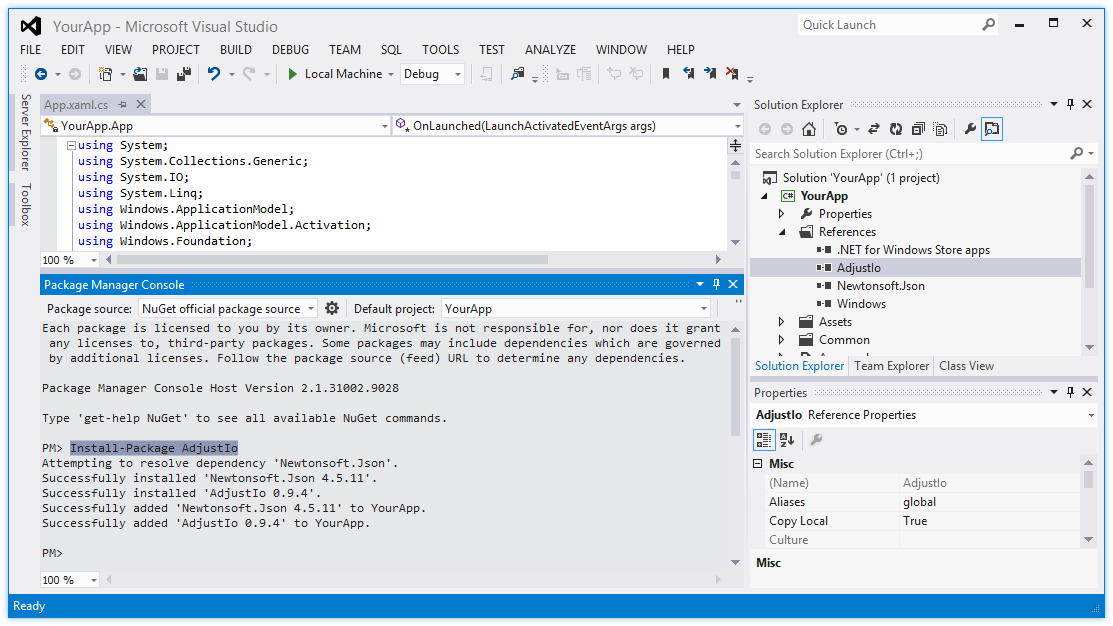 YourApp - Microsoft Visual Studio
Quick Launch
FILE EDIT VIEW PROJECT BUILD DEBUG TEAM SQL TOOLS TEST ANALYZE WINDOW HELP
Local Machine Debug
Server Explorer
Toolbox
App.xaml.cs
YourApp.App
OnLaunched(LaunchActivatedEventArgs args)
using System;
using System.Collections.Generic;
using System.IO;
using System.Linq;
using Windows.ApplicationModel;
using Windows.ApplicationModel.Activation;
using Windows.Foundation;
100 %
Package Manager Console
Package source: NuGet official package source Default project: YourApp
Each package is licensed to you by its owner. Microsoft is not responsible for, nor does it grant
any licenses to, third-party packages. Some packages may include dependencies which are governed
by additional licenses. Follow the package source (feed) URL to determine any dependencies.
Package Manager Console Host Version 2.1.31002.9028
Type 'get-help NuGet' to see all available NuGet commands.
PM> Install-Package AdjustIo
Attempting to resolve dependency 'Newtonsoft.Json'.
Successfully installed 'Newtonsoft.Json 4.5.11'.
Successfully installed 'AdjustIo 0.9.4'.
Successfully added 'Newtonsoft.Json 4.5.11' to YourApp.
Successfully added 'AdjustIo 0.9.4' to YourApp.
PM>
100 %
Solution Explorer
Search Solution Explorer (Ctrl+;)
Solution 'YourApp' (1 project)
C# YourApp
Properties
References
.NET for Windows Store apps
AdjustIo
Newtonsoft.Json
Windows
Assets
Common
Solution Explorer Team Explorer Class View
Properties
AdjustIo Reference Properties
Misc
(Name) AdjustIo
Aliases global
Copy Local True
Culture
Misc
Ready